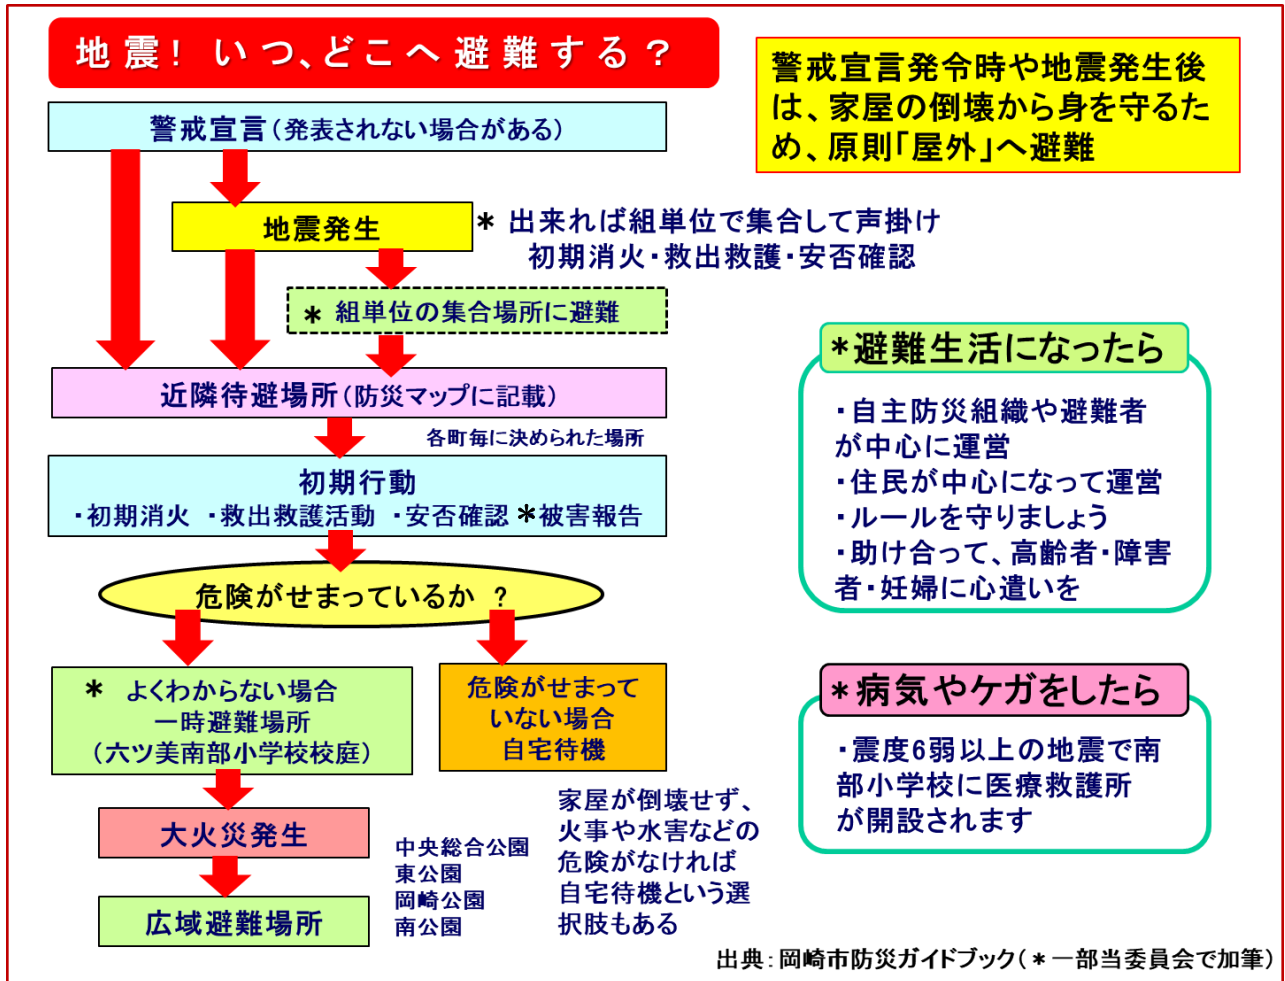 地震！いつ、どこへ避難する？
警戒宣言発令時や地震発生後
は、家屋の倒壊から身を守るた
め、原則「屋外」へ避難
警戒宣言（発表されない場合がある）
地震発生
＊ 出来れば組単位で集合して声掛け
初期消火・救出救護・安否確認
＊ 組単位の集合場所に避難
近隣待避場所（防災マップに記載）
各町毎に決められた場所
初期行動
・初期消火 ・救出救護活動 ・安否確認 ＊被害報告
危険がせまっているか ？
＊ よくわからない場合
一時避難場所
（六ツ美南部小学校校庭）
危険がせまって
いない場合
自宅待機
大火災発生
広域避難場所
中央総合公園
東公園
岡崎公園
南公園
家屋が倒壊せず、
火事や水害などの
危険がなければ
自宅待機という選
択肢もある
＊避難生活になったら
・自主防災組織や避難者
が中心に運営
・住民が中心になって運営
・ルールを守りましょう
・助け合って、高齢者・障害
者・妊婦に心遣いを
＊病気やケガをしたら
・震度6弱以上の地震で南
部小学校に医療救護所
が開設されます
出典：岡崎市防災ガイドブック（＊一部当委員会で加筆）